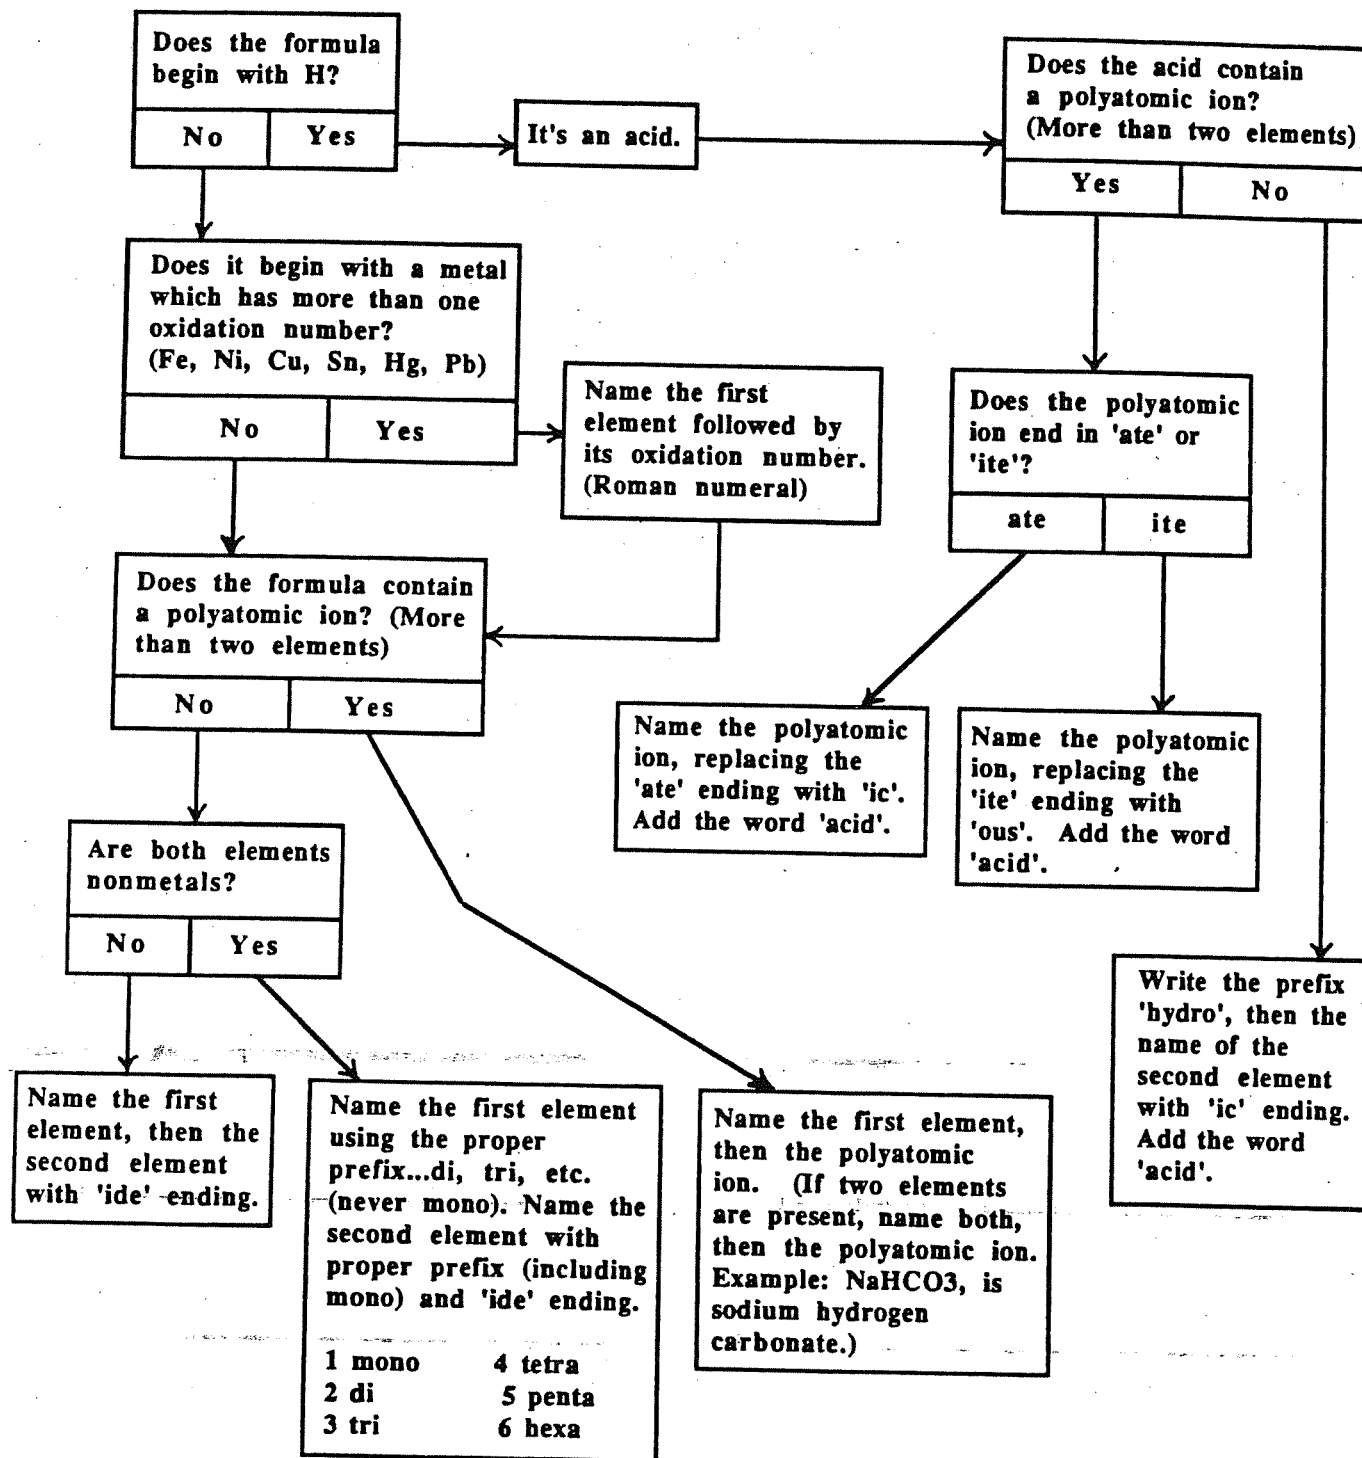 Does the formula
begin with H?
No
Yes
It's an acid.
Does the acid contain
a polyatomic ion?
(More than two elements)
Yes
No
Does it begin with a metal
which has more than one
oxidation number?
(Fe, Ni, Cu, Sn, Hg, Pb)
No
Yes
Name the first
element followed by
its oxidation number.
(Roman numeral)
Does the polyatomic
ion end in 'ate' or
'ite'?
ate
ite
Does the formula contain
a polyatomic ion? (More
than two elements)
No
Yes
Name the polyatomic
ion, replacing the
'ate' ending with 'ic'.
Add the word 'acid'.
Name the polyatomic
ion, replacing the
'ite' ending with
'ous'. Add the word
'acid'.
Are both elements
nonmetals?
No
Yes
Write the prefix
'hydro', then the
name of the
second element
with 'ic' ending.
Add the word
'acid'.
Name the first
element, then the
second element
with 'ide' ending.
Name the first element
using the proper
prefix...di, tri, etc.
(never mono). Name the
second element with
proper prefix (including
mono) and 'ide' ending.
1 mono
2 di
3 tri
4 tetra
5 penta
6 hexa
Name the first element,
then the polyatomic
ion. (If two elements
are present, name both,
then the polyatomic ion.
Example: NaHCO3, is
sodium hydrogen
carbonate.)